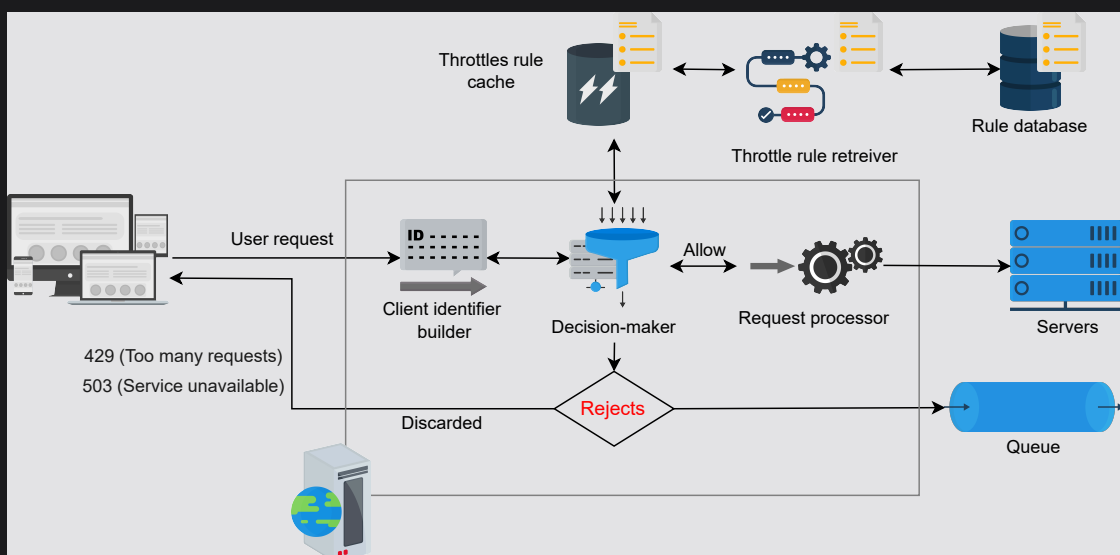 Throttles rule
cache
Rule database
Throttle rule retreiver
User request
ID
Allow
Client identifier
builder
Decision-maker
Request processor
Servers
429 (Too many requests)
503 (Service unavailable)
Rejects
Discarded
Queue